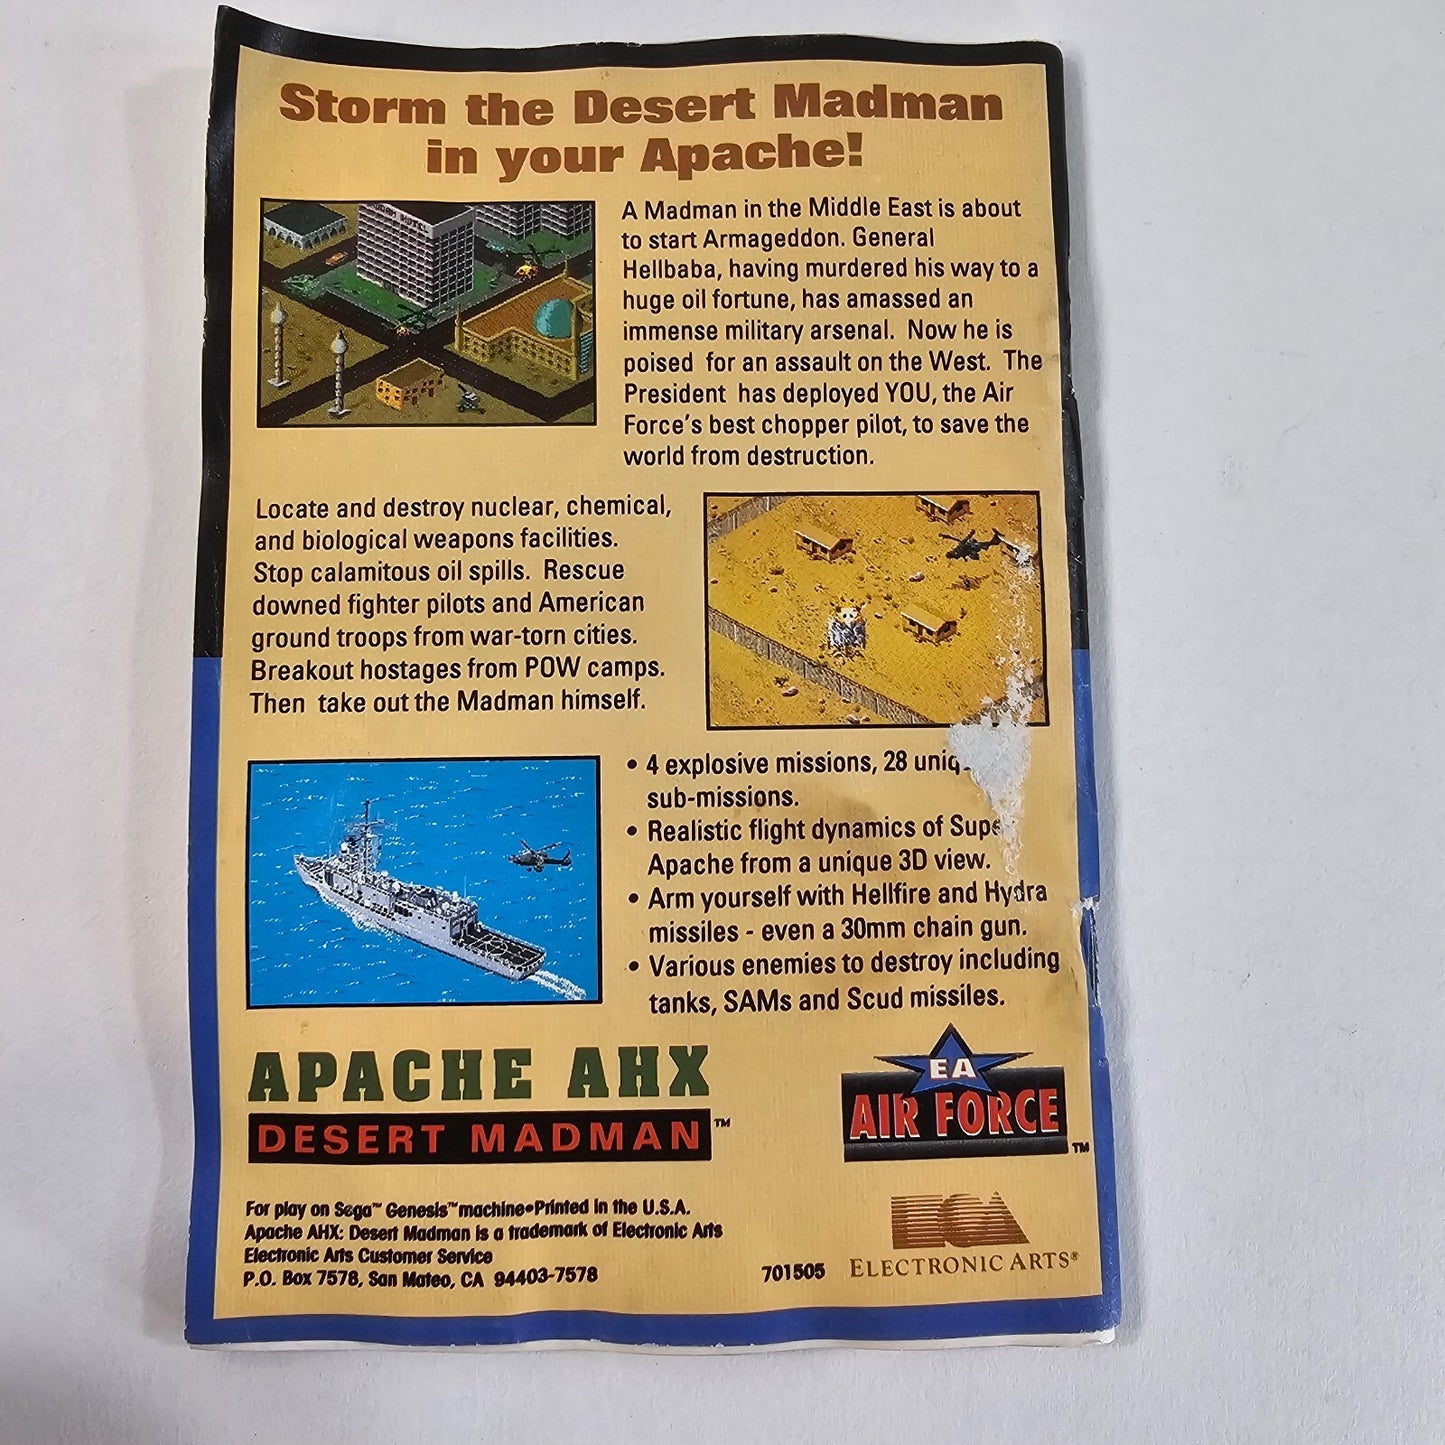 Storm the Desert Madman
in your Apache!
A Madman in the Middle East is about
to start Armageddon. General
Hellbaba, having murdered his way to a
huge oil fortune, has amassed an
immense military arsenal. Now he is
poised for an assault on the West. The
President has deployed YOU, the Air
Force's best chopper pilot, to save the
world from destruction.
Locate and destroy nuclear, chemical,
and biological weapons facilities.
Stop calamitous oil spills. Rescue
downed fighter pilots and American
ground troops from war-torn cities.
Breakout hostages from POW camps.
Then take out the Madman himself.
• 4 explosive missions, 28
sub-missions.
• Realistic flight dynamics of
Apache from a unique 3D view.
• Arm yourself with Hellfire and Hydra
missiles - even a 30mm chain gun.
• Various enemies to destroy including
tanks, SAMs and Scud missiles.
APACHE AHX
DESERT MADMAN™
EA
AIR FORCE™
For play on Sega™ Genesis™ machine•Printed in the U.S.A.
Apache AHX: Desert Madman is a trademark of Electronic Arts
Electronic Arts Customer Service
P.O. Box 7578, San Mateo, CA 94403-7578
701505
EA
ELECTRONIC ARTS®